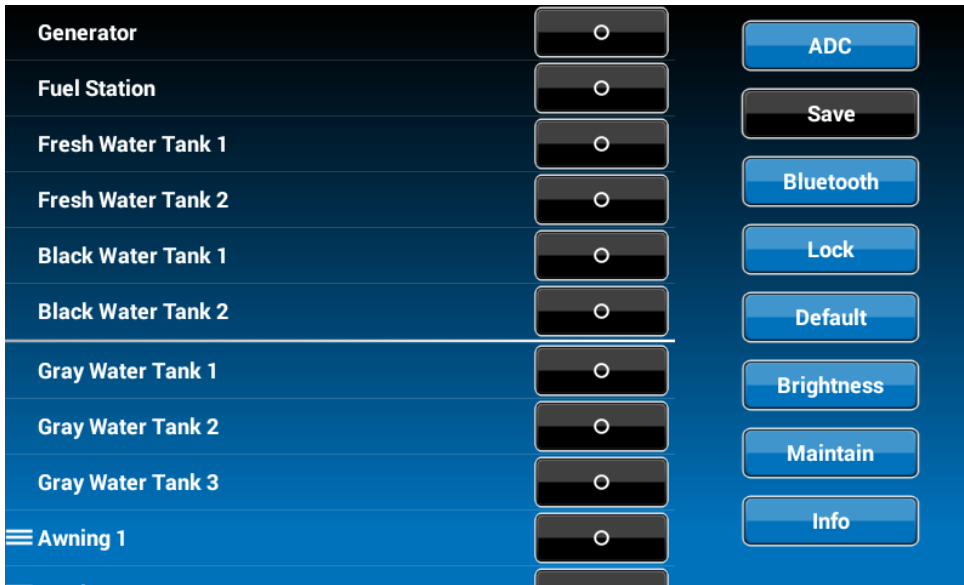 Generator
Fuel Station
Fresh Water Tank 1
Fresh Water Tank 2
Black Water Tank 1
Black Water Tank 2
Gray Water Tank 1
Gray Water Tank 2
Gray Water Tank 3
Awning 1
ADC
Save
Bluetooth
Lock
Default
Brightness
Maintain
Info